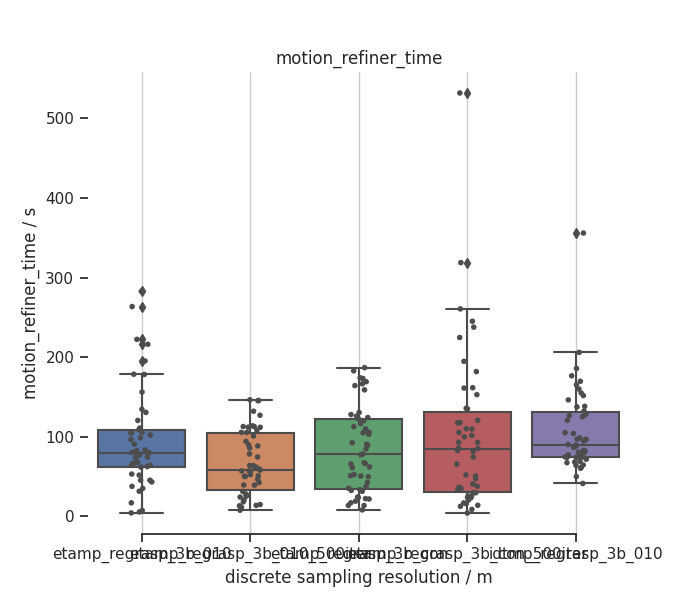 motion_refiner_time
500
400
300
200
100
0
motion_refiner_time / s
discrete sampling resolution / m